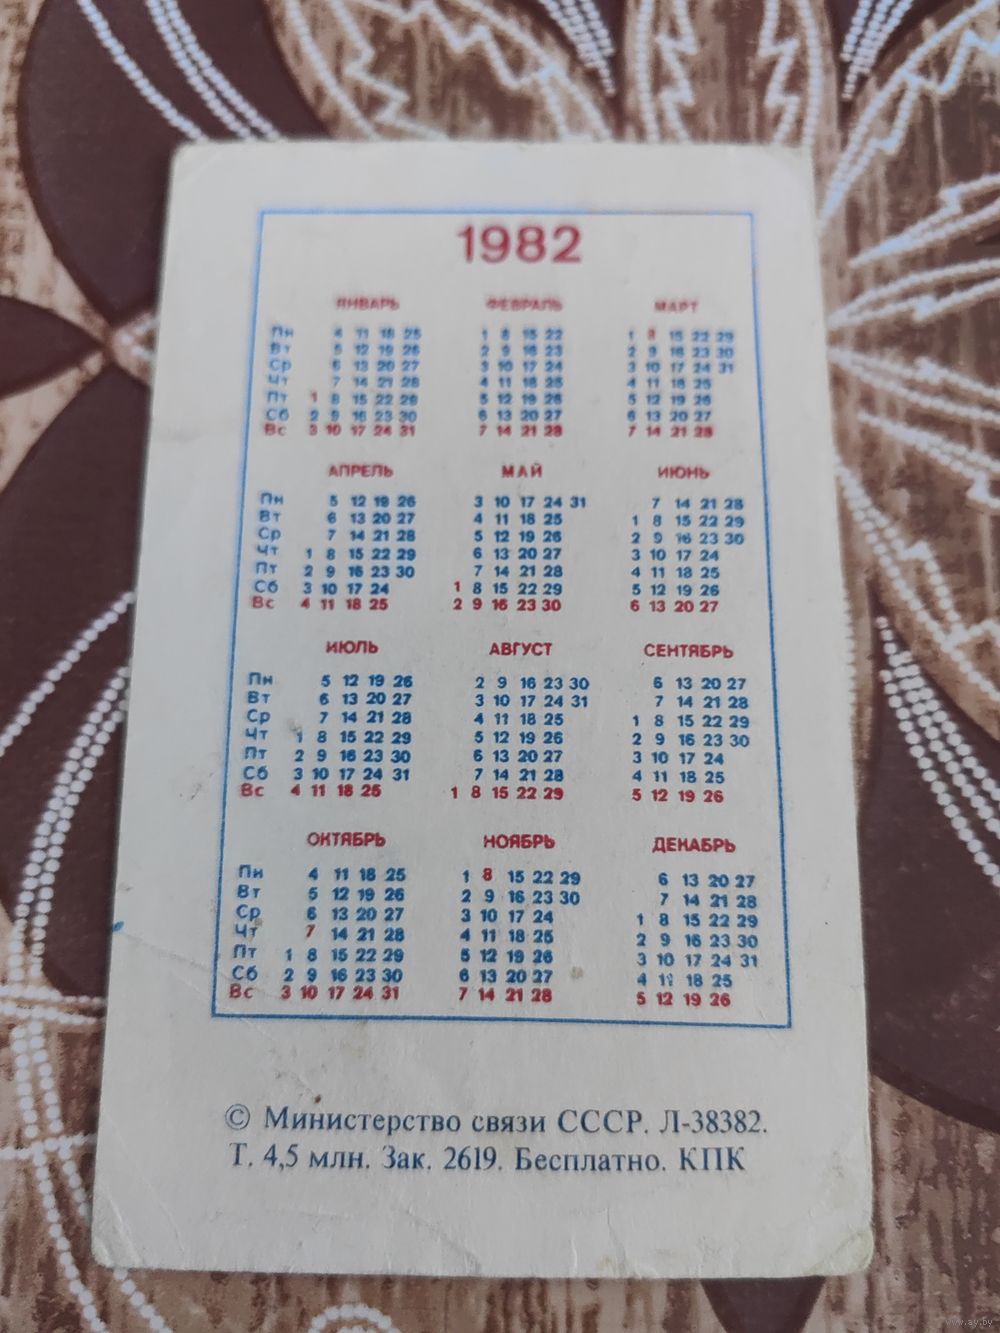 1982
ЯНВАРЬ ФЕВРАЛЬ МАРТ
Пн 4 11 18 25 1 8 15 22 1 8 15 22 29
Вт 5 12 19 26 2 9 16 23 2 9 16 23 30
Ср 6 13 20 27 3 10 17 24 3 10 17 24 31
Чт 7 14 21 28 4 11 18 25 4 11 18 25
Пт 1 8 15 22 29 5 12 19 26 5 12 19 26
Сб 2 9 16 23 30 6 13 20 27 6 13 20 27
Вс 3 10 17 24 31 7 14 21 28 7 14 21 28
АПРЕЛЬ МАЙ ИЮНЬ
Пн 5 12 19 26 3 10 17 24 31 7 14 21 28
Вт 6 13 20 27 4 11 18 25 1 8 15 22 29
Ср 7 14 21 28 5 12 19 26 2 9 16 23 30
Чт 1 8 15 22 29 6 13 20 27 3 10 17 24
Пт 2 9 16 23 30 7 14 21 28 4 11 18 25
Сб 3 10 17 24 1 8 15 22 29 5 12 19 26
Вс 4 11 18 25 2 9 16 23 30 6 13 20 27
ИЮЛЬ АВГУСТ СЕНТЯБРЬ
Пн 5 12 19 26 2 9 16 23 30 6 13 20 27
Вт 6 13 20 27 3 10 17 24 31 7 14 21 28
Ср 7 14 21 28 4 11 18 25 1 8 15 22 29
Чт 1 8 15 22 29 5 12 19 26 2 9 16 23 30
Пт 2 9 16 23 30 6 13 20 27 3 10 17 24
Сб 3 10 17 24 31 7 14 21 28 4 11 18 25
Вс 4 11 18 25 1 8 15 22 29 5 12 19 26
ОКТЯБРЬ НОЯБРЬ ДЕКАБРЬ
Пн 4 11 18 25 1 8 15 22 29 6 13 20 27
Вт 5 12 19 26 2 9 16 23 30 7 14 21 28
Ср 6 13 20 27 3 10 17 24 1 8 15 22 29
Чт 7 14 21 28 4 11 18 25 2 9 16 23 30
Пт 1 8 15 22 29 5 12 19 26 3 10 17 24 31
Сб 2 9 16 23 30 6 13 20 27 4 11 18 25
Вс 3 10 17 24 31 7 14 21 28 5 12 19 26
© Министерство связи СССР. Л-38382.
Т. 4,5 млн. Зак. 2619. Бесплатно. КПК
www.ay.by